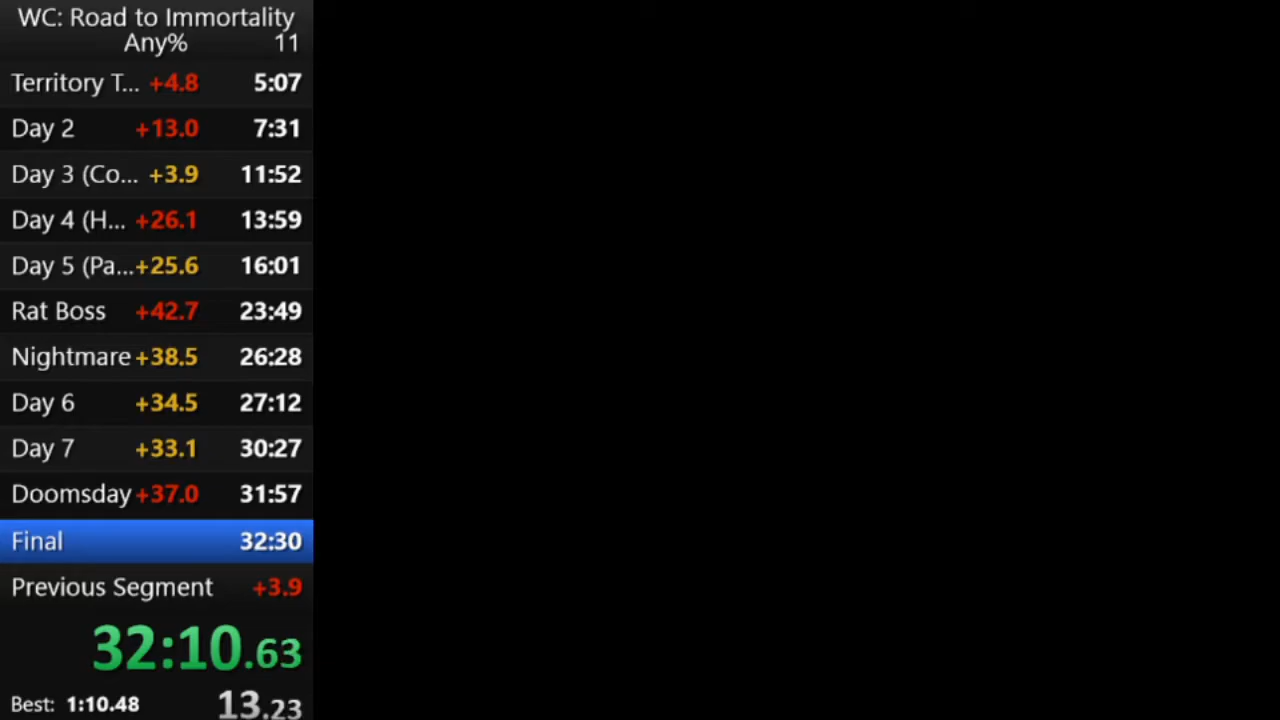 WC: Road to Immortality
Any% 11
Territory T... +4.8 5:07
Day 2 +13.0 7:31
Day 3 (Co... +3.9 11:52
Day 4 (H... +26.1 13:59
Day 5 (Pa... +25.6 16:01
Rat Boss +42.7 23:49
Nightmare +38.5 26:28
Day 6 +34.5 27:12
Day 7 +33.1 30:27
Doomsday +37.0 31:57
Final 32:30
Previous Segment +3.9
32:10.63
Best: 1:10.48 13.23